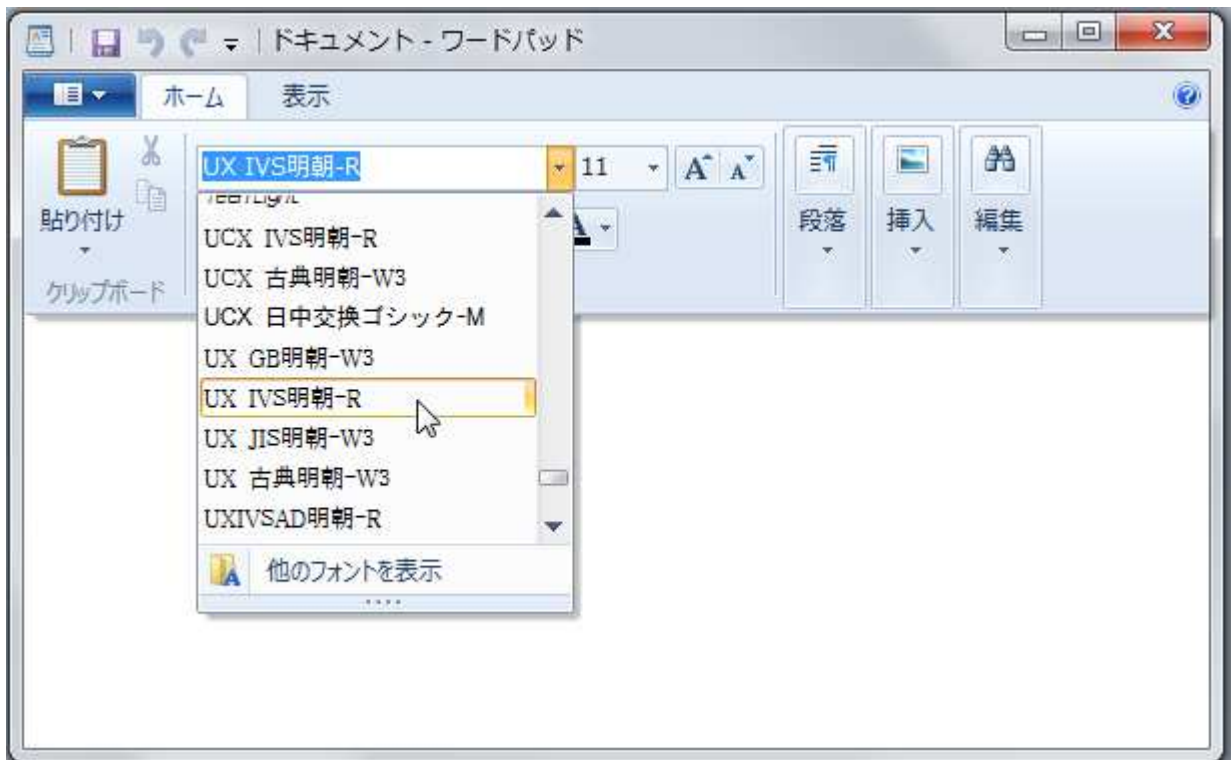 ドキュメント - ワードパッド
ホーム 表示
UX IVS明朝-R 11 A A
貼り付け
クリップボード
A
段落 挿入 編集
UCX IVS明朝-R
UCX 古典明朝-W3
UCX 日中交換ゴシック-M
UX GB明朝-W3
UX IVS明朝-R
UX JIS明朝-W3
UX 古典明朝-W3
UXIVSAD明朝-R
他のフォントを表示